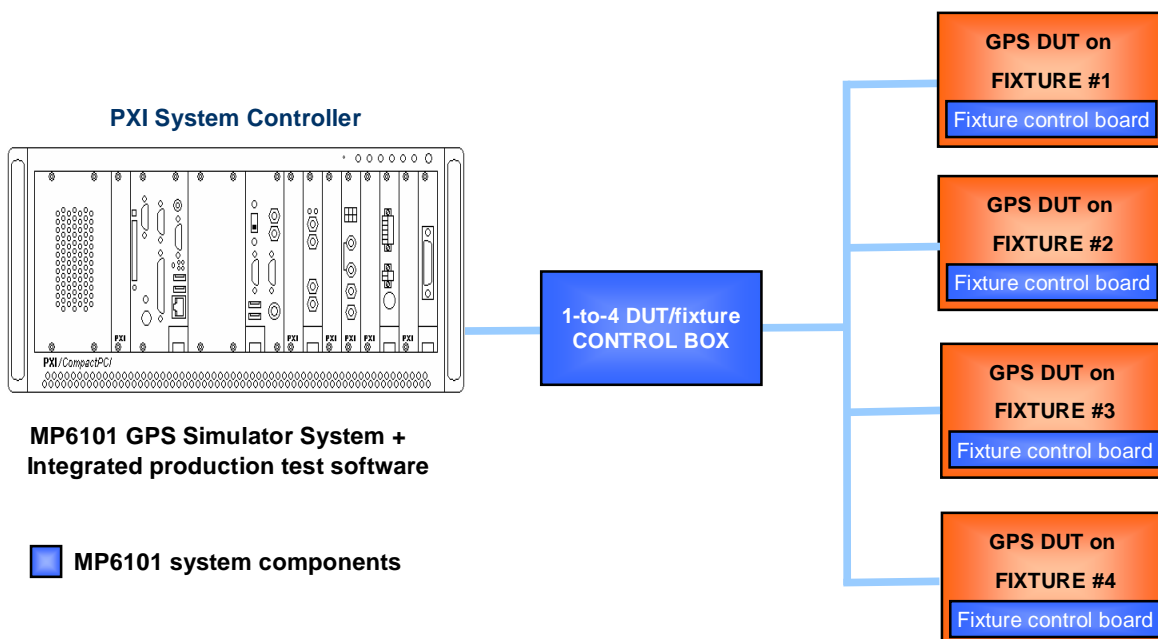 PXI System Controller
PXI
PXI
PXI
PXI
PXI
PXI
PXI/CompactPCI
MP6101 GPS Simulator System +
Integrated production test software
MP6101 system components
1-to-4 DUT/fixture
CONTROL BOX
GPS DUT on
FIXTURE #1
Fixture control board
GPS DUT on
FIXTURE #2
Fixture control board
GPS DUT on
FIXTURE #3
Fixture control board
GPS DUT on
FIXTURE #4
Fixture control board